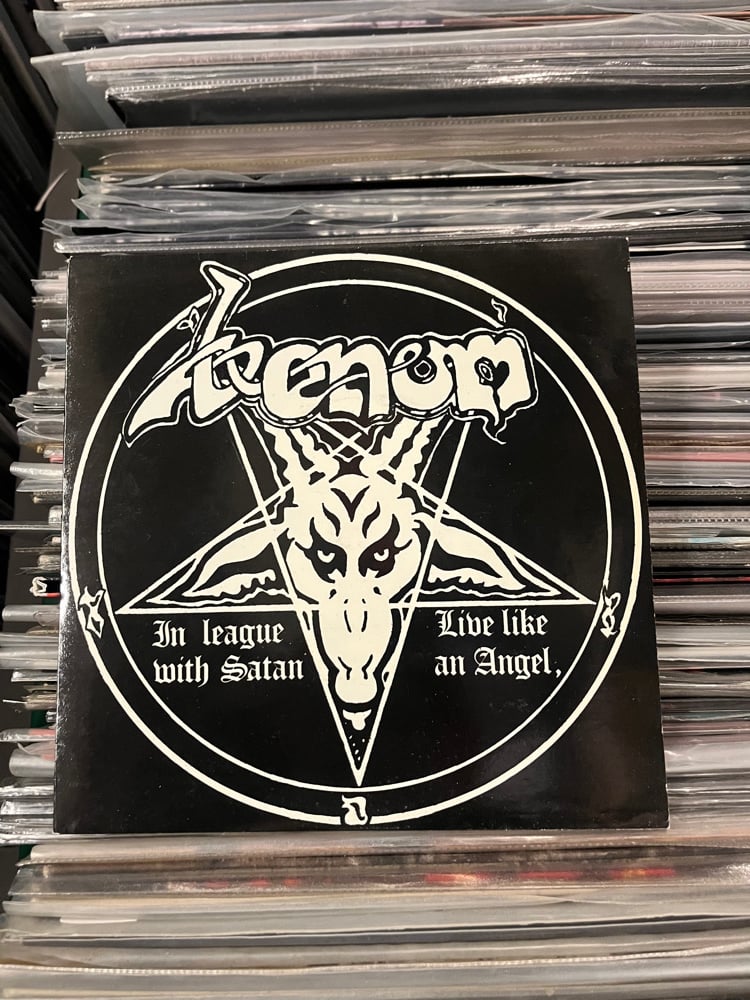 Venom
In league
with Satan
Live like
an Angel,